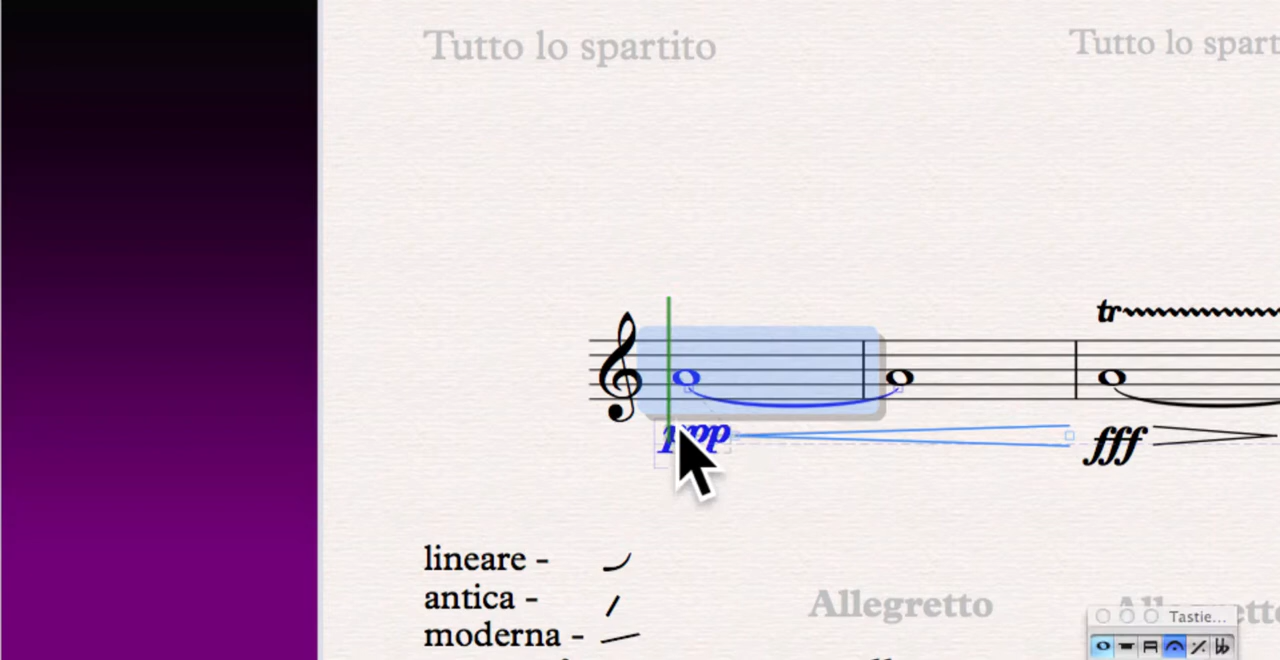 Tutto lo spartito
Tutto lo spart
tr
ppp
fff
lineare -
antica -
moderna -
Allegretto
Tastie...